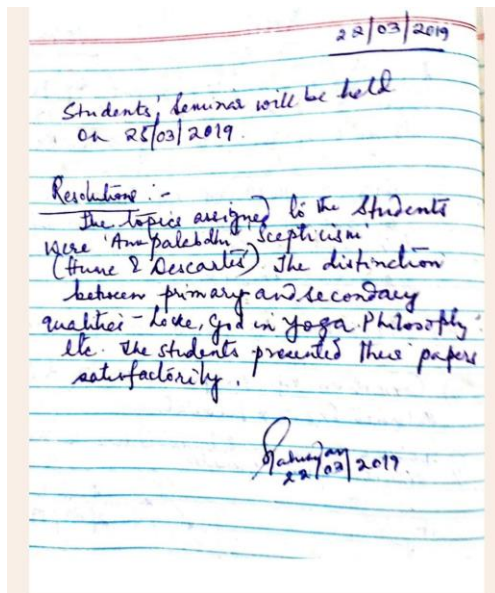 22/03/2019
Students' Seminar will be held
on 25/03/2019.
Resolutions :-
The topics assigned to the Students
were 'Anupalabdhi', 'Scepticism'
(Hume & Descartes) The distinction
between primary and secondary
qualities - Locke, God in Yoga Philosophy
etc. The students presented their papers
satisfactorily.
22/03/2019.